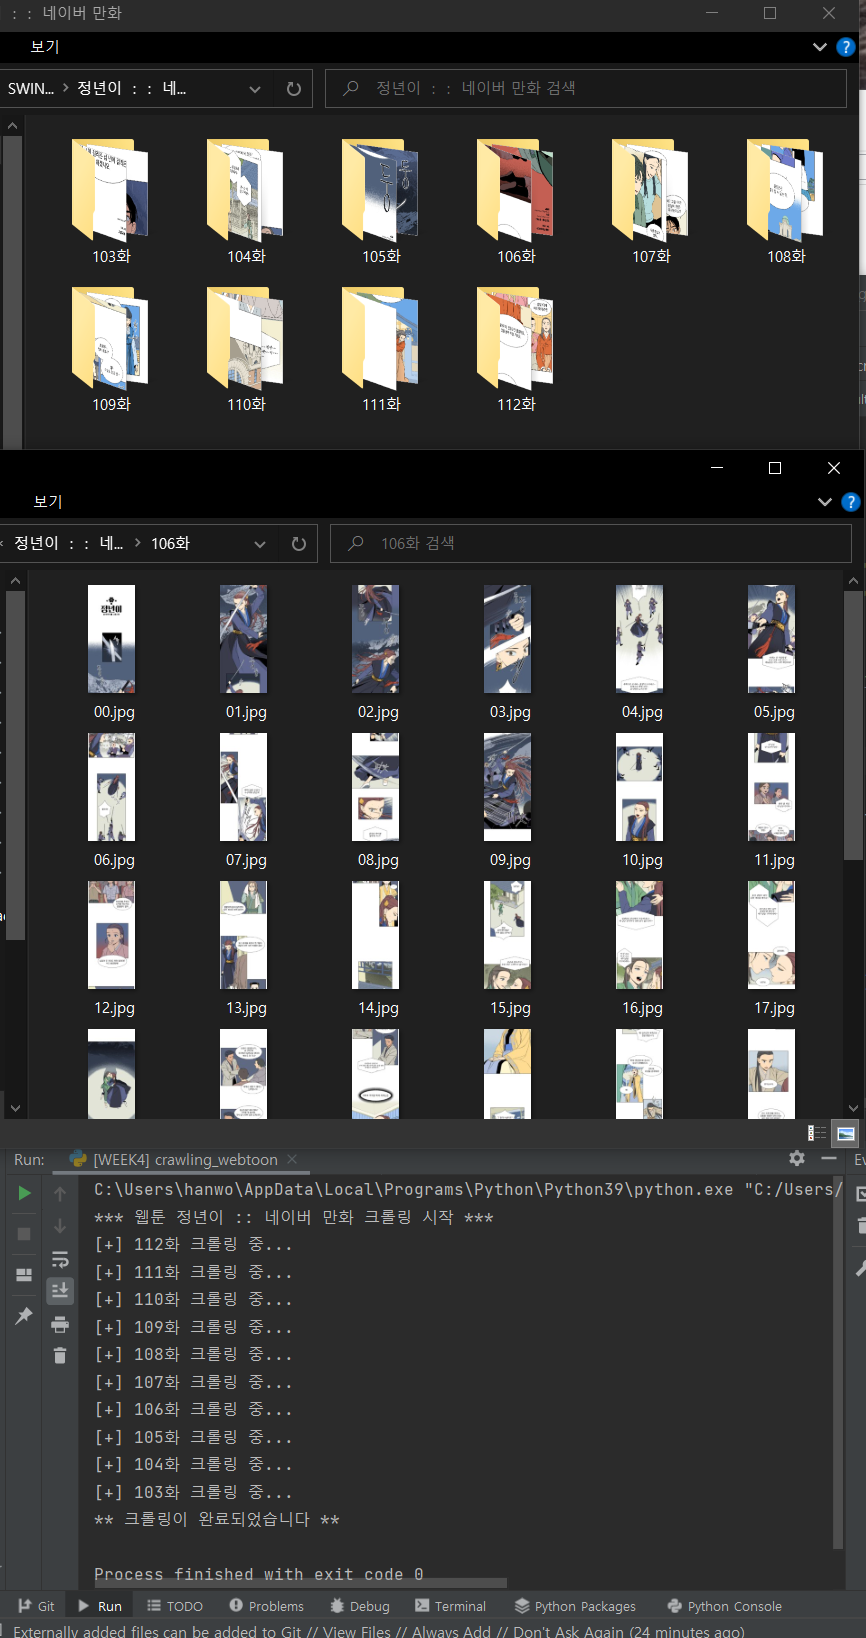 : : 네이버 만화
보기
SWIN... > 정년이 : : 네...
정년이 : : 네이버 만화 검색
103화
104화
105화
106화
107화
108화
109화
110화
111화
112화
보기
정년이 : : 네... > 106화
106화 검색
정년이
00.jpg
01.jpg
02.jpg
03.jpg
04.jpg
05.jpg
06.jpg
07.jpg
08.jpg
09.jpg
10.jpg
11.jpg
12.jpg
13.jpg
14.jpg
15.jpg
16.jpg
17.jpg
Run: [WEEK4] crawling_webtoon
C:\Users\hanwo\AppData\Local\Programs\Python\Python39\python.exe "C:/Users/
*** 웹툰 정년이 :: 네이버 만화 크롤링 시작 ***
[+] 112화 크롤링 중...
[+] 111화 크롤링 중...
[+] 110화 크롤링 중...
[+] 109화 크롤링 중...
[+] 108화 크롤링 중...
[+] 107화 크롤링 중...
[+] 106화 크롤링 중...
[+] 105화 크롤링 중...
[+] 104화 크롤링 중...
[+] 103화 크롤링 중...
** 크롤링이 완료되었습니다 **
Process finished with exit code 0
Git Run TODO Problems Debug Terminal Python Packages Python Console
Externally added files can be added to Git // View Files // Always Add // Don't Ask Again (24 minutes ago)